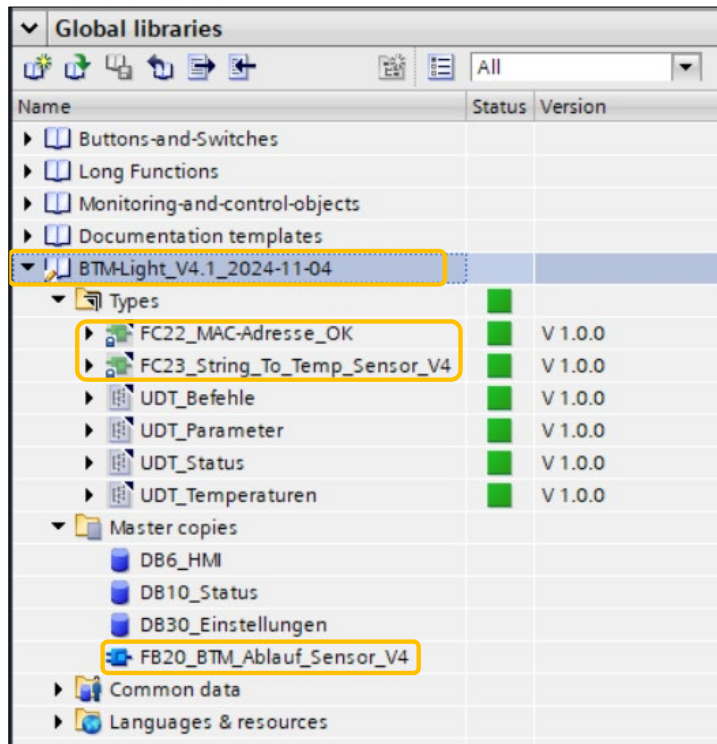 Global libraries
All
Name Status Version
Buttons-and-Switches
Long Functions
Monitoring-and-control-objects
Documentation templates
BTM-Light_V4.1_2024-11-04
Types
FC22_MAC-Adresse_OK V 1.0.0
FC23_String_To_Temp_Sensor_V4 V 1.0.0
UDT_Befehle V 1.0.0
UDT_Parameter V 1.0.0
UDT_Status V 1.0.0
UDT_Temperaturen V 1.0.0
Master copies
DB6_HMI
DB10_Status
DB30_Einstellungen
FB20_BTM_Ablauf_Sensor_V4
Common data
Languages & resources